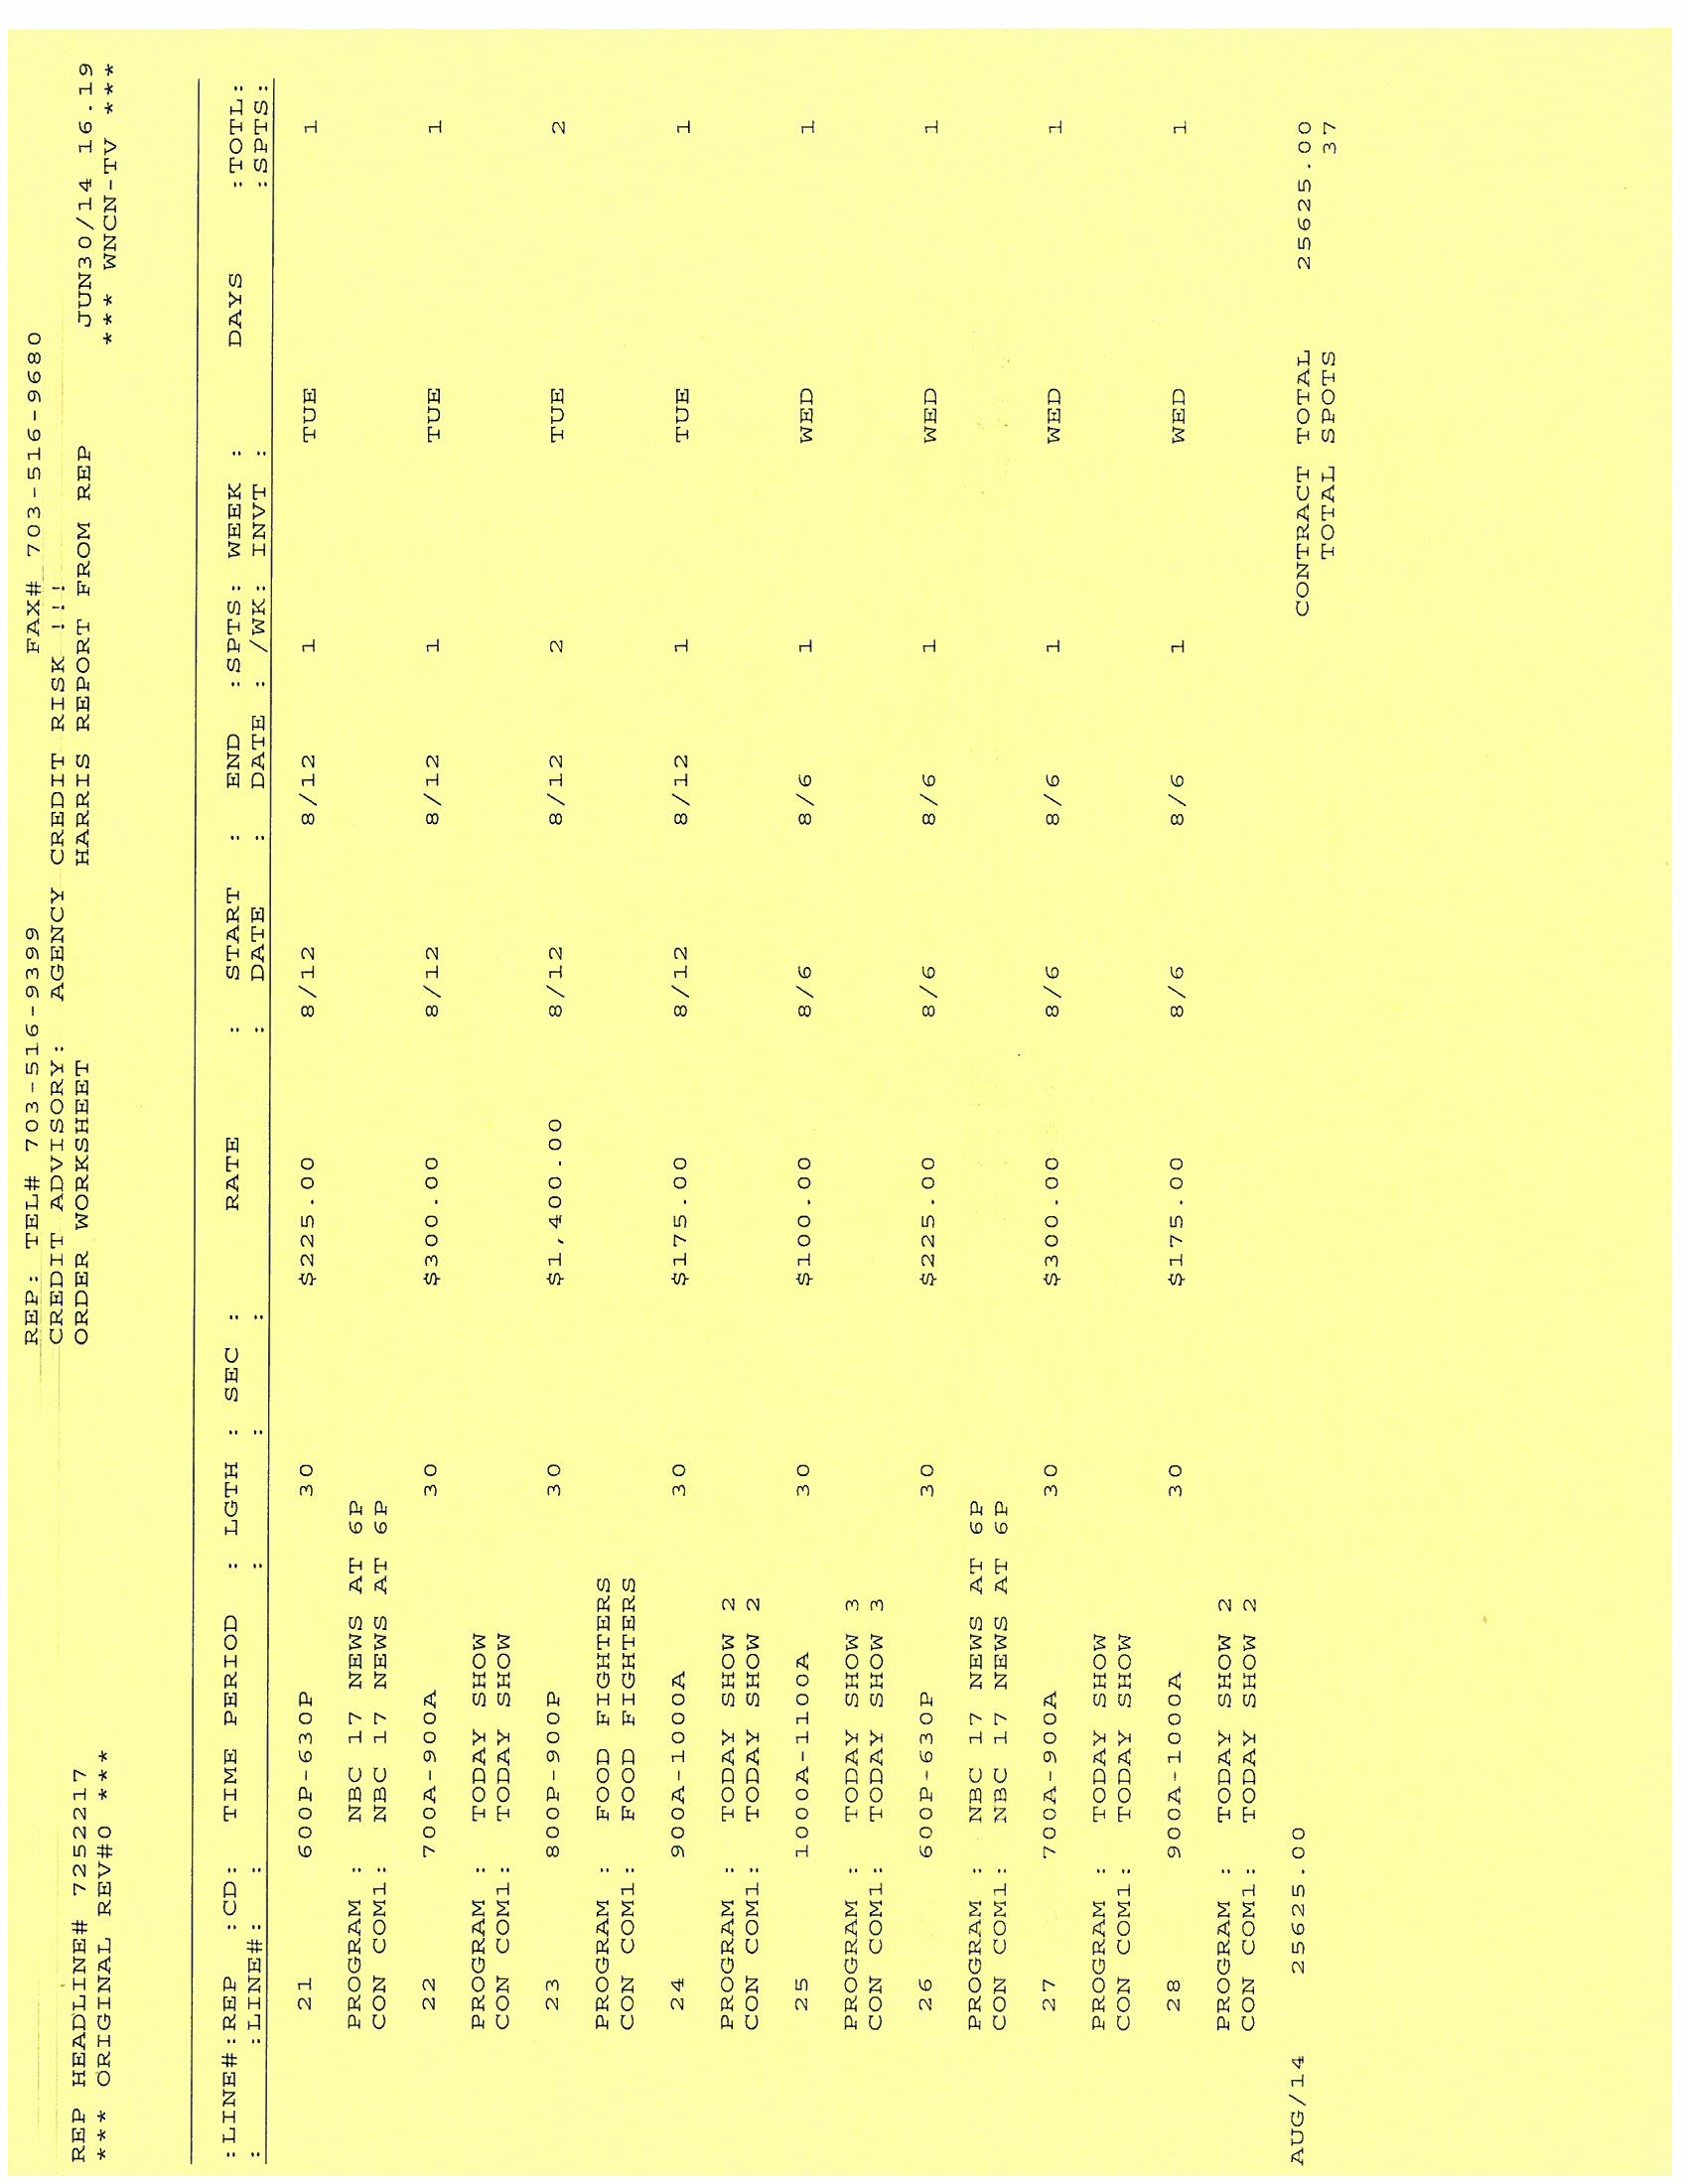 REP: TEL# 703-516-9399 FAX# 703-516-9680
CREDIT ADVISORY: AGENCY CREDIT RISK !!!
REP HEADLINE# 7252217 ORDER WORKSHEET HARRIS REPORT FROM REP JUN30/14 16.19
*** ORIGINAL REV#0 *** *** WNCN-TV ***
:LINE#:REP :CD: TIME PERIOD : LGTH : SEC : RATE : START : END :SPTS: WEEK : DAYS :TOTL:
: :LINE#: : : : : DATE : DATE : /WK: INVT : :SPTS:
21 600P-630P 30 $225.00 8/12 8/12 1 TUE 1
PROGRAM : NBC 17 NEWS AT 6P
CON COM1: NBC 17 NEWS AT 6P
22 700A-900A 30 $300.00 8/12 8/12 1 TUE 1
PROGRAM : TODAY SHOW
CON COM1: TODAY SHOW
23 800P-900P 30 $1,400.00 8/12 8/12 2 TUE 2
PROGRAM : FOOD FIGHTERS
CON COM1: FOOD FIGHTERS
24 900A-1000A 30 $175.00 8/12 8/12 1 TUE 1
PROGRAM : TODAY SHOW 2
CON COM1: TODAY SHOW 2
25 1000A-1100A 30 $100.00 8/6 8/6 1 WED 1
PROGRAM : TODAY SHOW 3
CON COM1: TODAY SHOW 3
26 600P-630P 30 $225.00 8/6 8/6 1 WED 1
PROGRAM : NBC 17 NEWS AT 6P
CON COM1: NBC 17 NEWS AT 6P
27 700A-900A 30 $300.00 8/6 8/6 1 WED 1
PROGRAM : TODAY SHOW
CON COM1: TODAY SHOW
28 900A-1000A 30 $175.00 8/6 8/6 1 WED 1
PROGRAM : TODAY SHOW 2
CON COM1: TODAY SHOW 2
AUG/14 25625.00 CONTRACT TOTAL 25625.00
TOTAL SPOTS 37